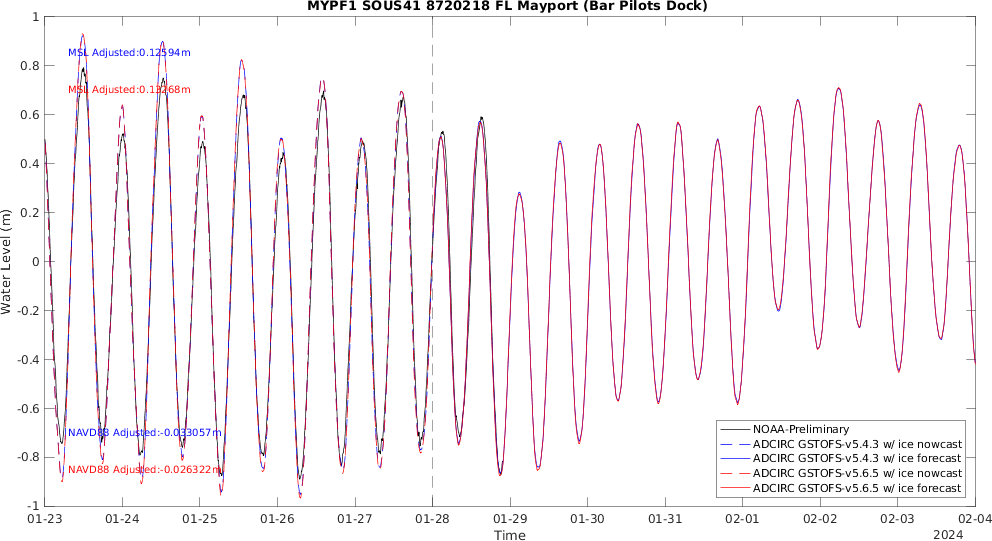 MYPF1 SOUS41 8720218 FL Mayport (Bar Pilots Dock)
1
0.8
0.6
0.4
0.2
0
-0.2
-0.4
-0.6
-0.8
-1
Water Level (m)
MSL Adjusted:0.12594m
MSL Adjusted:0.13268m
NAVD88 Adjusted:-0.033057m
NAVD88 Adjusted:-0.026322m
NOAA-Preliminary
ADCIRC GSTOFS-v5.4.3 w/ ice nowcast
ADCIRC GSTOFS-v5.4.3 w/ ice forecast
ADCIRC GSTOFS-v5.6.5 w/ ice nowcast
ADCIRC GSTOFS-v5.6.5 w/ ice forecast
01-23 01-24 01-25 01-26 01-27 01-28 01-29 01-30 01-31 02-01 02-02 02-03 02-04
Time
2024